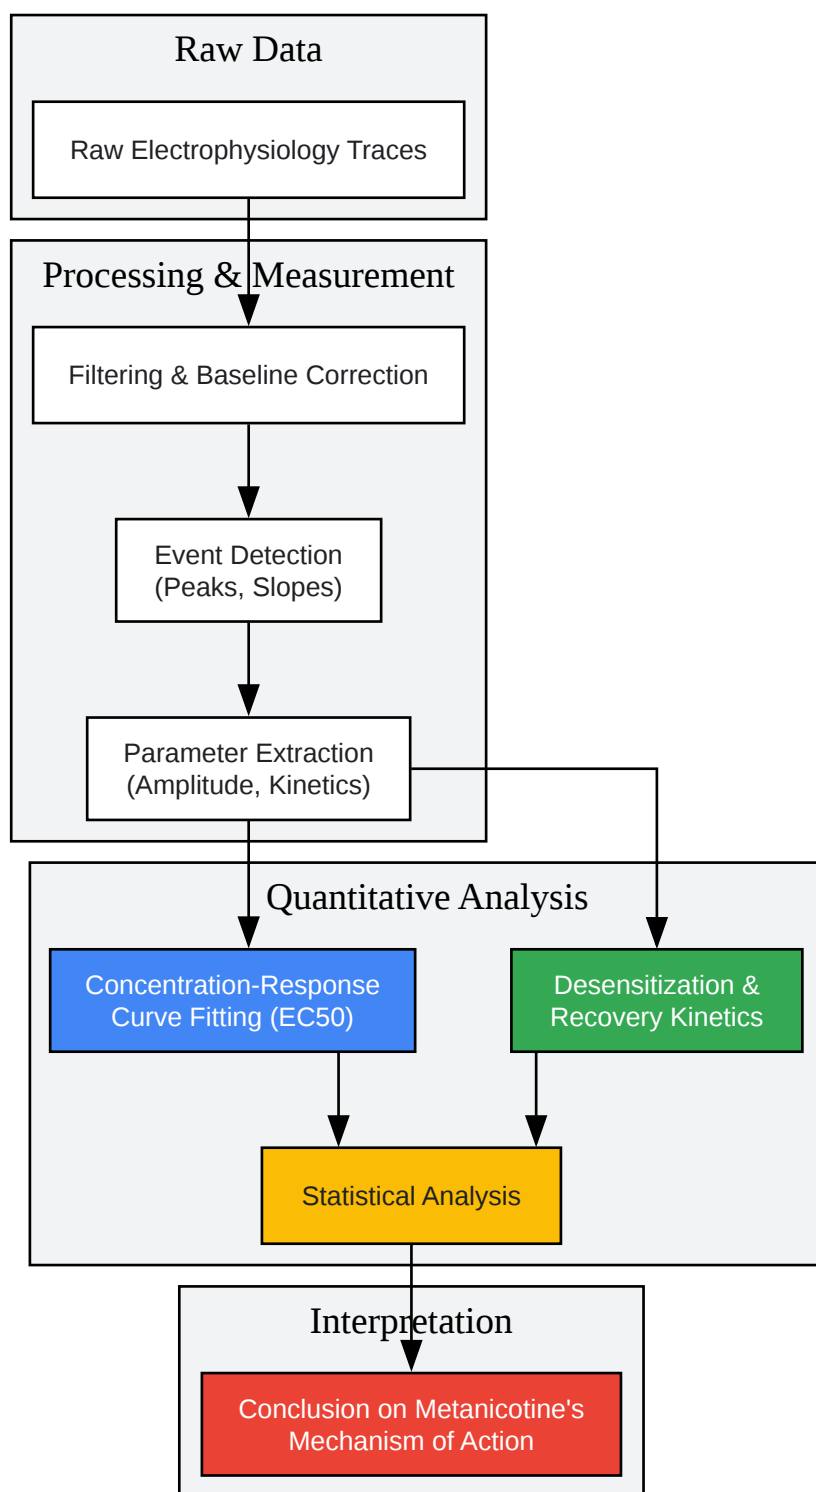 Raw Data
Raw Electrophysiology Traces
Processing & Measurement
Filtering & Baseline Correction
Event Detection
(Peaks, Slopes)
Parameter Extraction
(Amplitude, Kinetics)
Quantitative Analysis
Concentration-Response
Curve Fitting (EC50)
Desensitization &
Recovery Kinetics
Statistical Analysis
Interpretation
Conclusion on Metanicotine's
Mechanism of Action